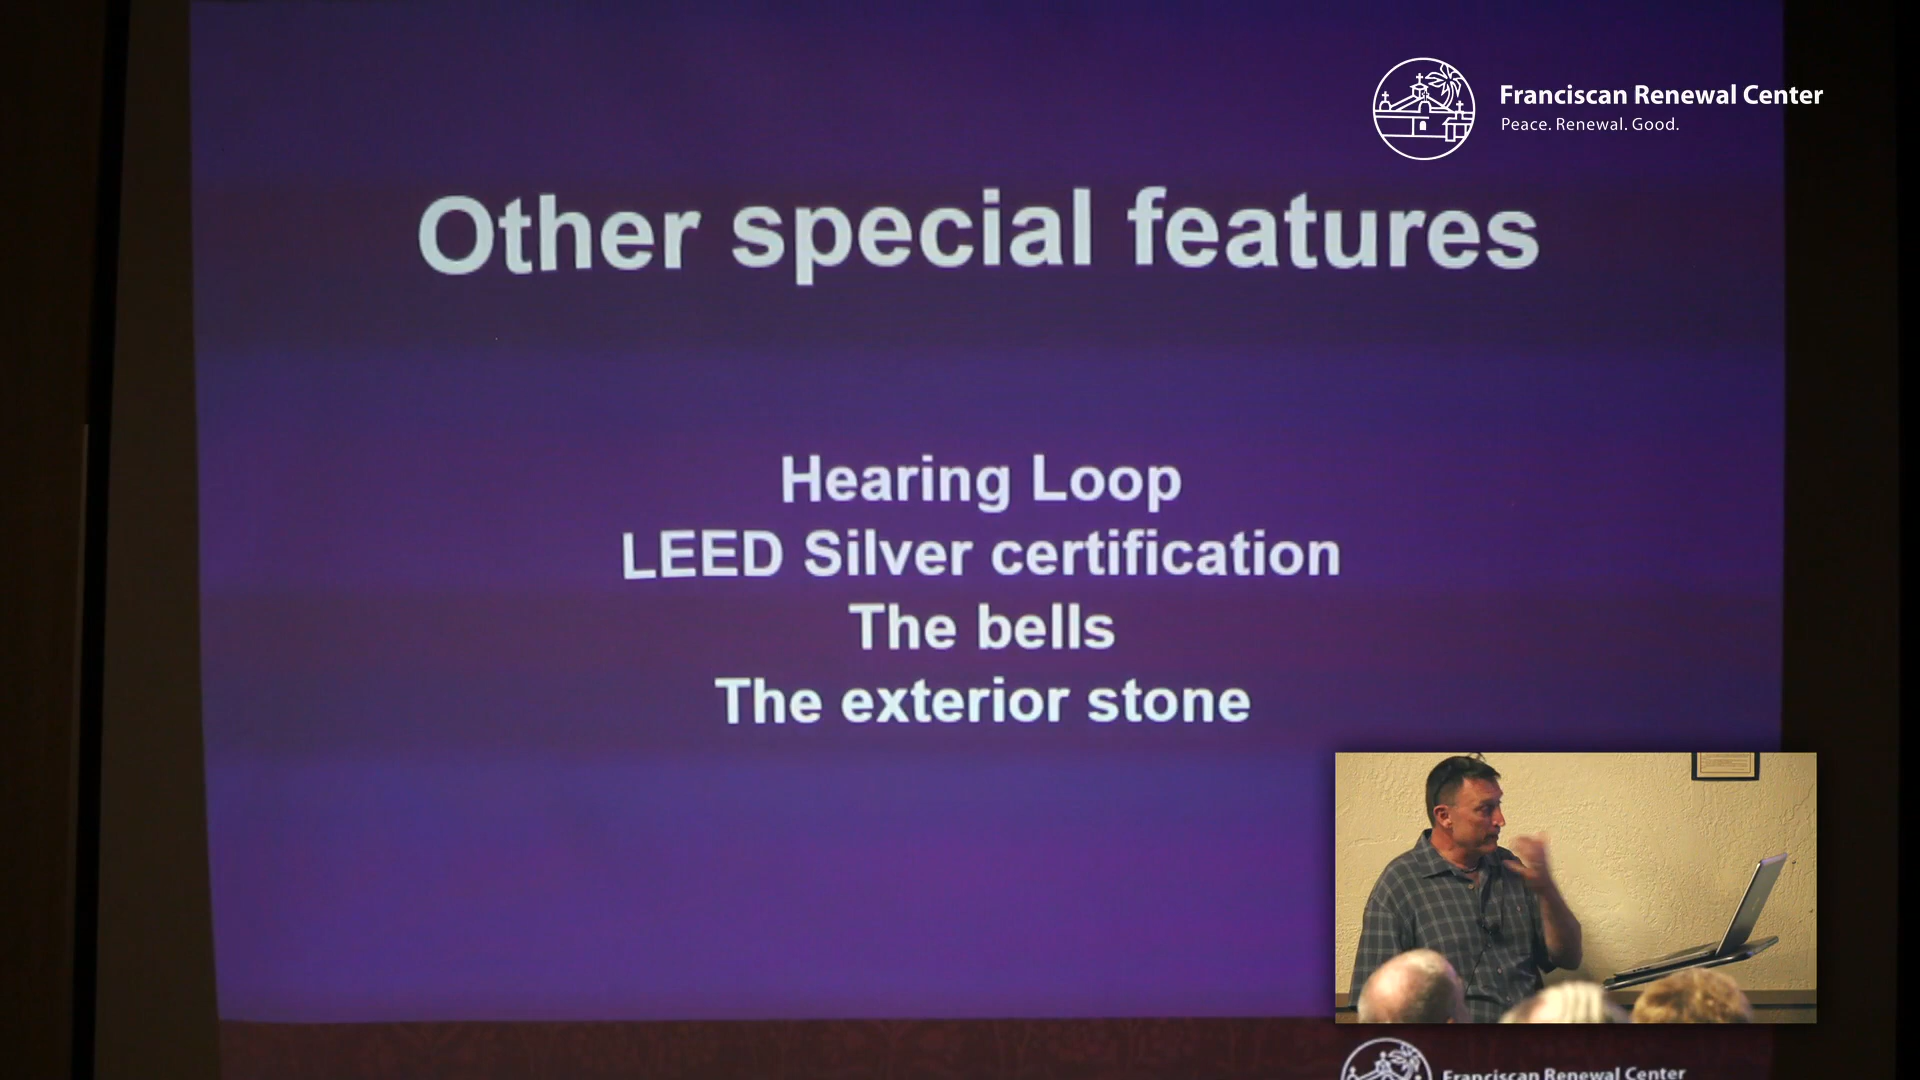 Franciscan Renewal Center
Peace. Renewal. Good.
Other special features
Hearing Loop
LEED Silver certification
The bells
The exterior stone
Franciscan Renewal Center